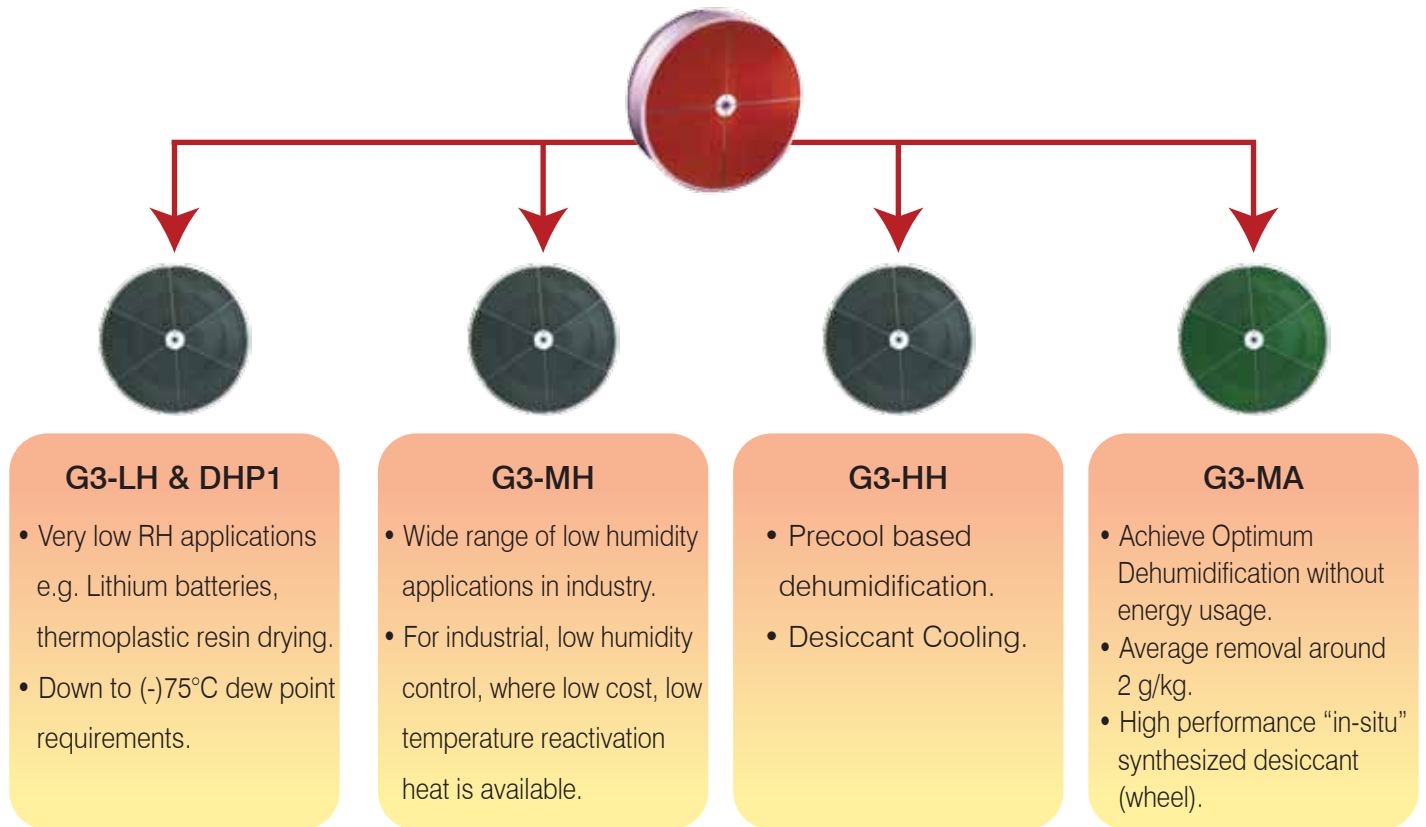 G3-LH & DHP1
• Very low RH applications
e.g. Lithium batteries,
thermoplastic resin drying.
• Down to (-)75°C dew point
requirements.
G3-MH
• Wide range of low humidity
applications in industry.
• For industrial, low humidity
control, where low cost, low
temperature reactivation
heat is available.
G3-HH
• Precool based
dehumidification.
• Desiccant Cooling.
G3-MA
• Achieve Optimum
Dehumidification without
energy usage.
• Average removal around
2 g/kg.
• High performance “in-situ”
synthesized desiccant
(wheel).